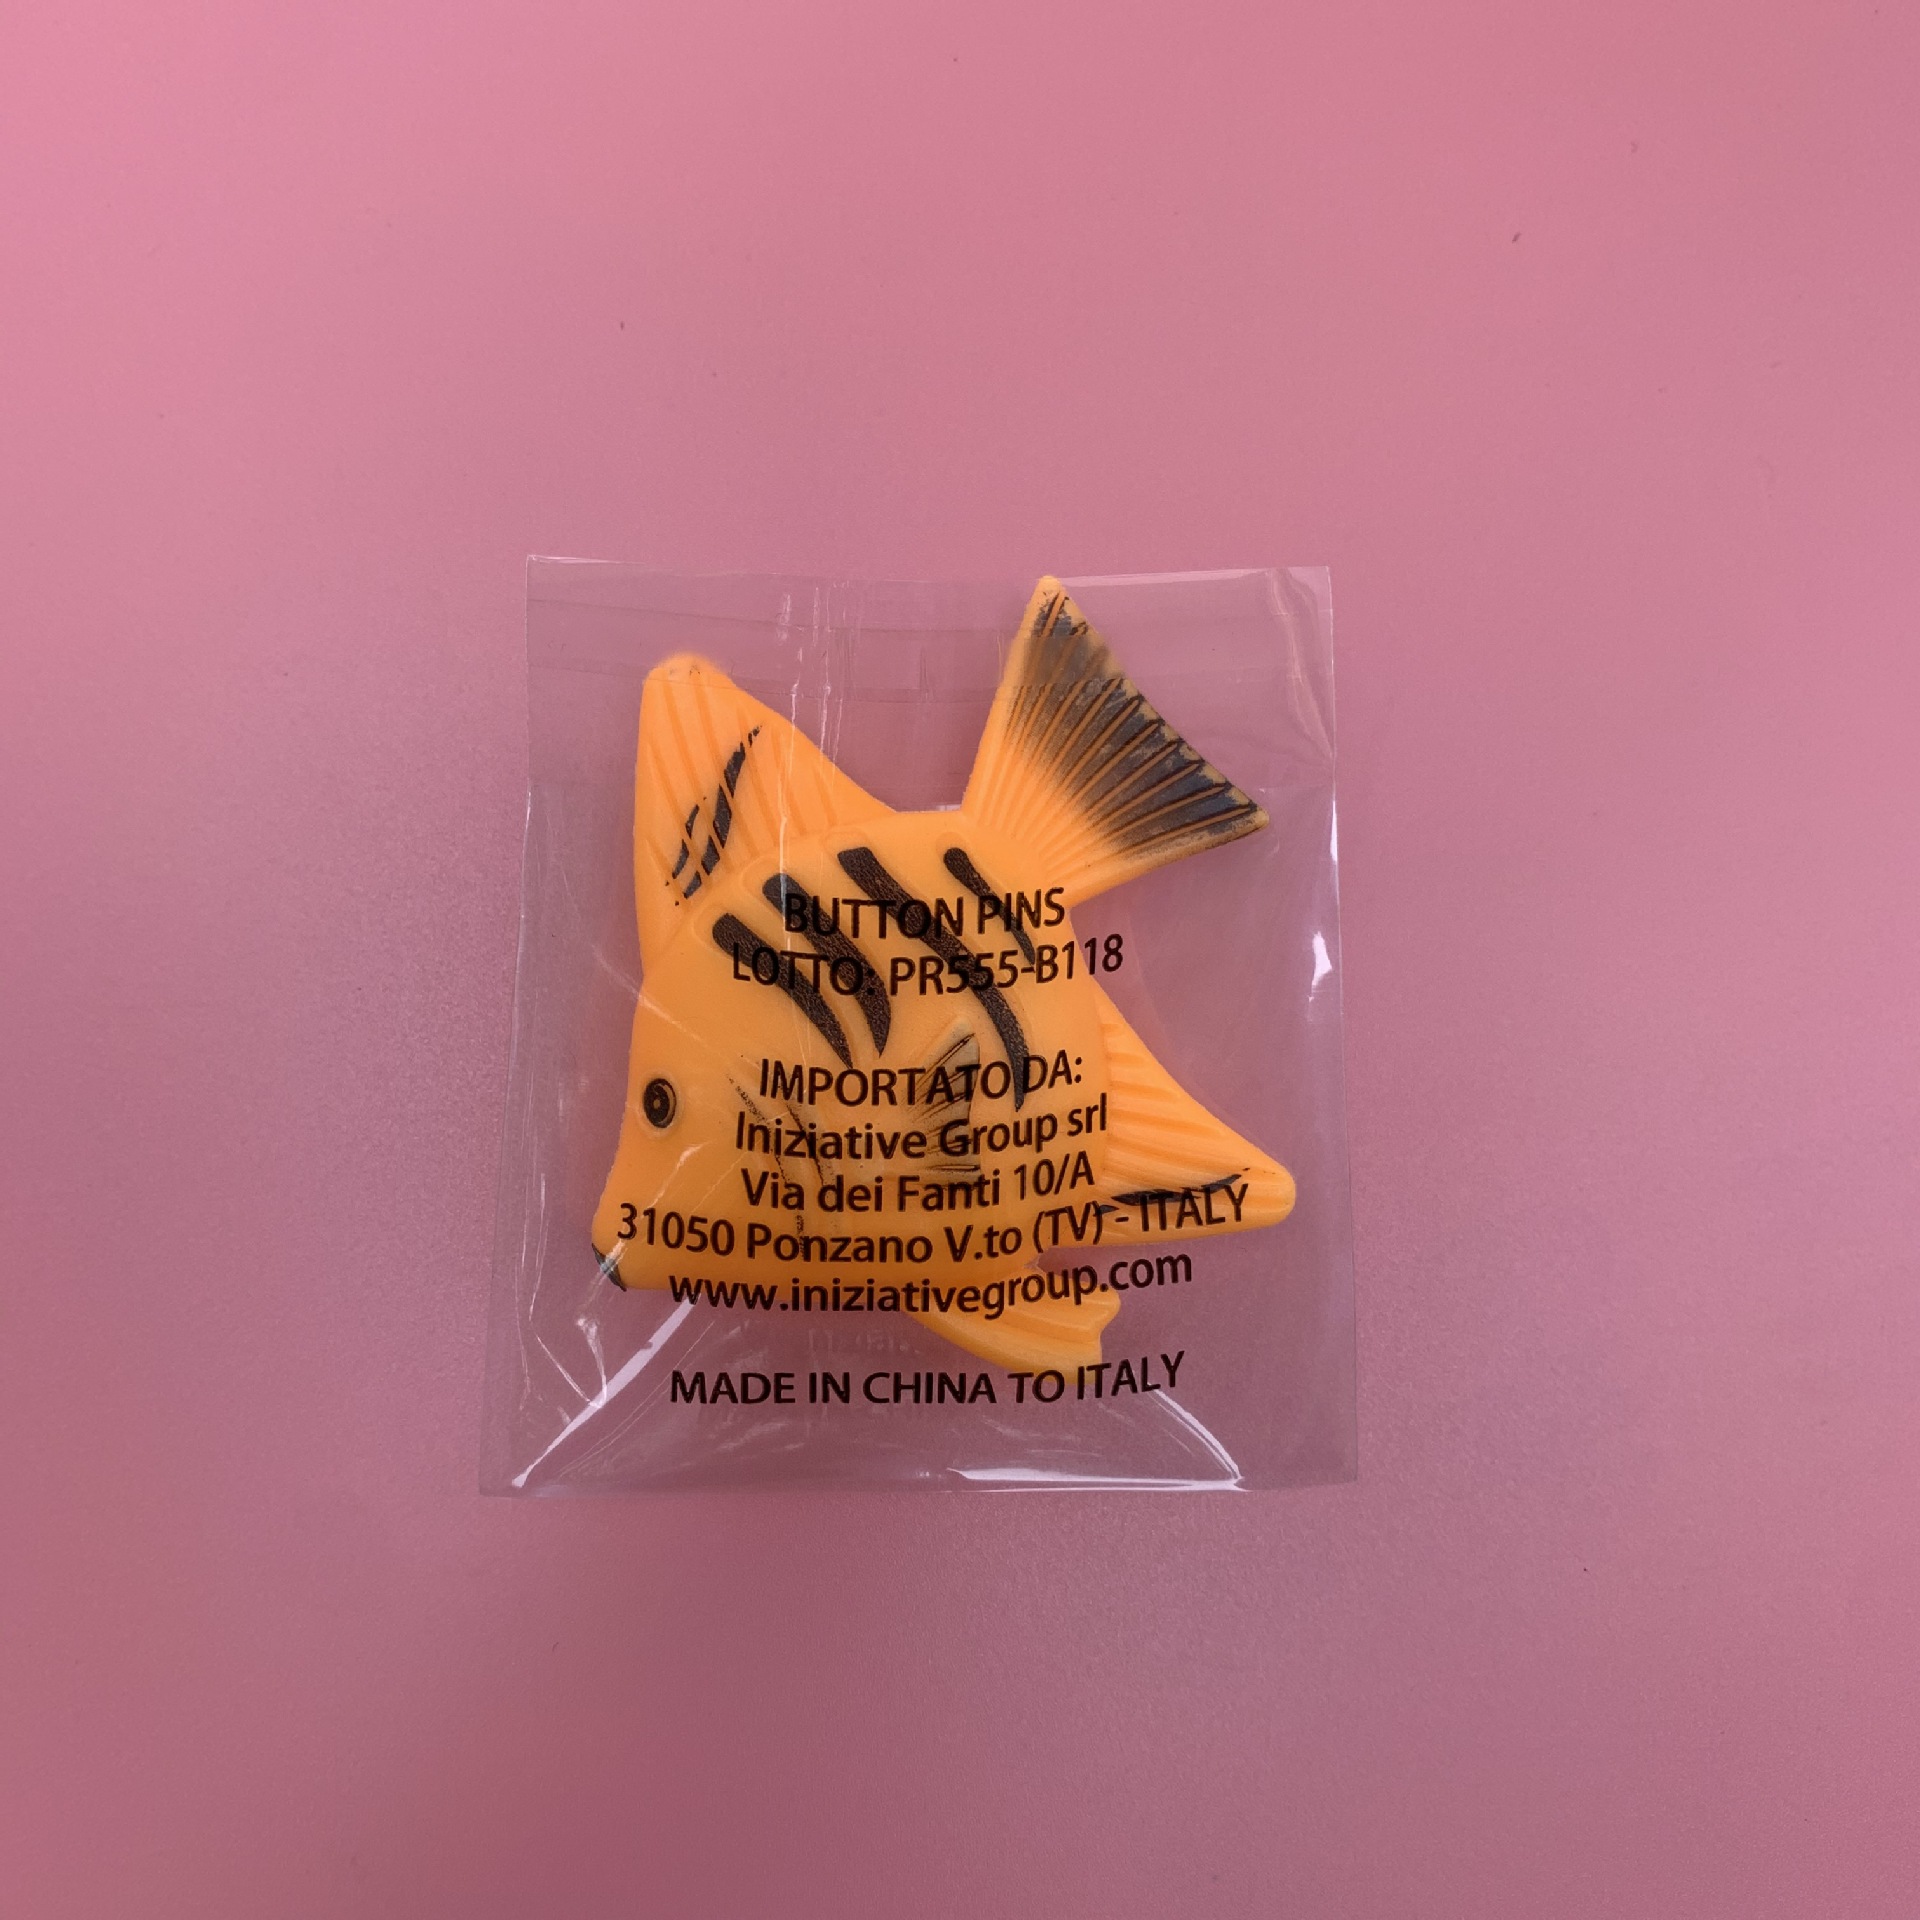 BUTTON PINS
LOTTO: PR555-B118
IMPORTATO DA:
Iniziative Group srl
Via dei Fanti 10/A
31050 Ponzano V.to (TV) - ITALY
www.iniziativegroup.com
MADE IN CHINA TO ITALY